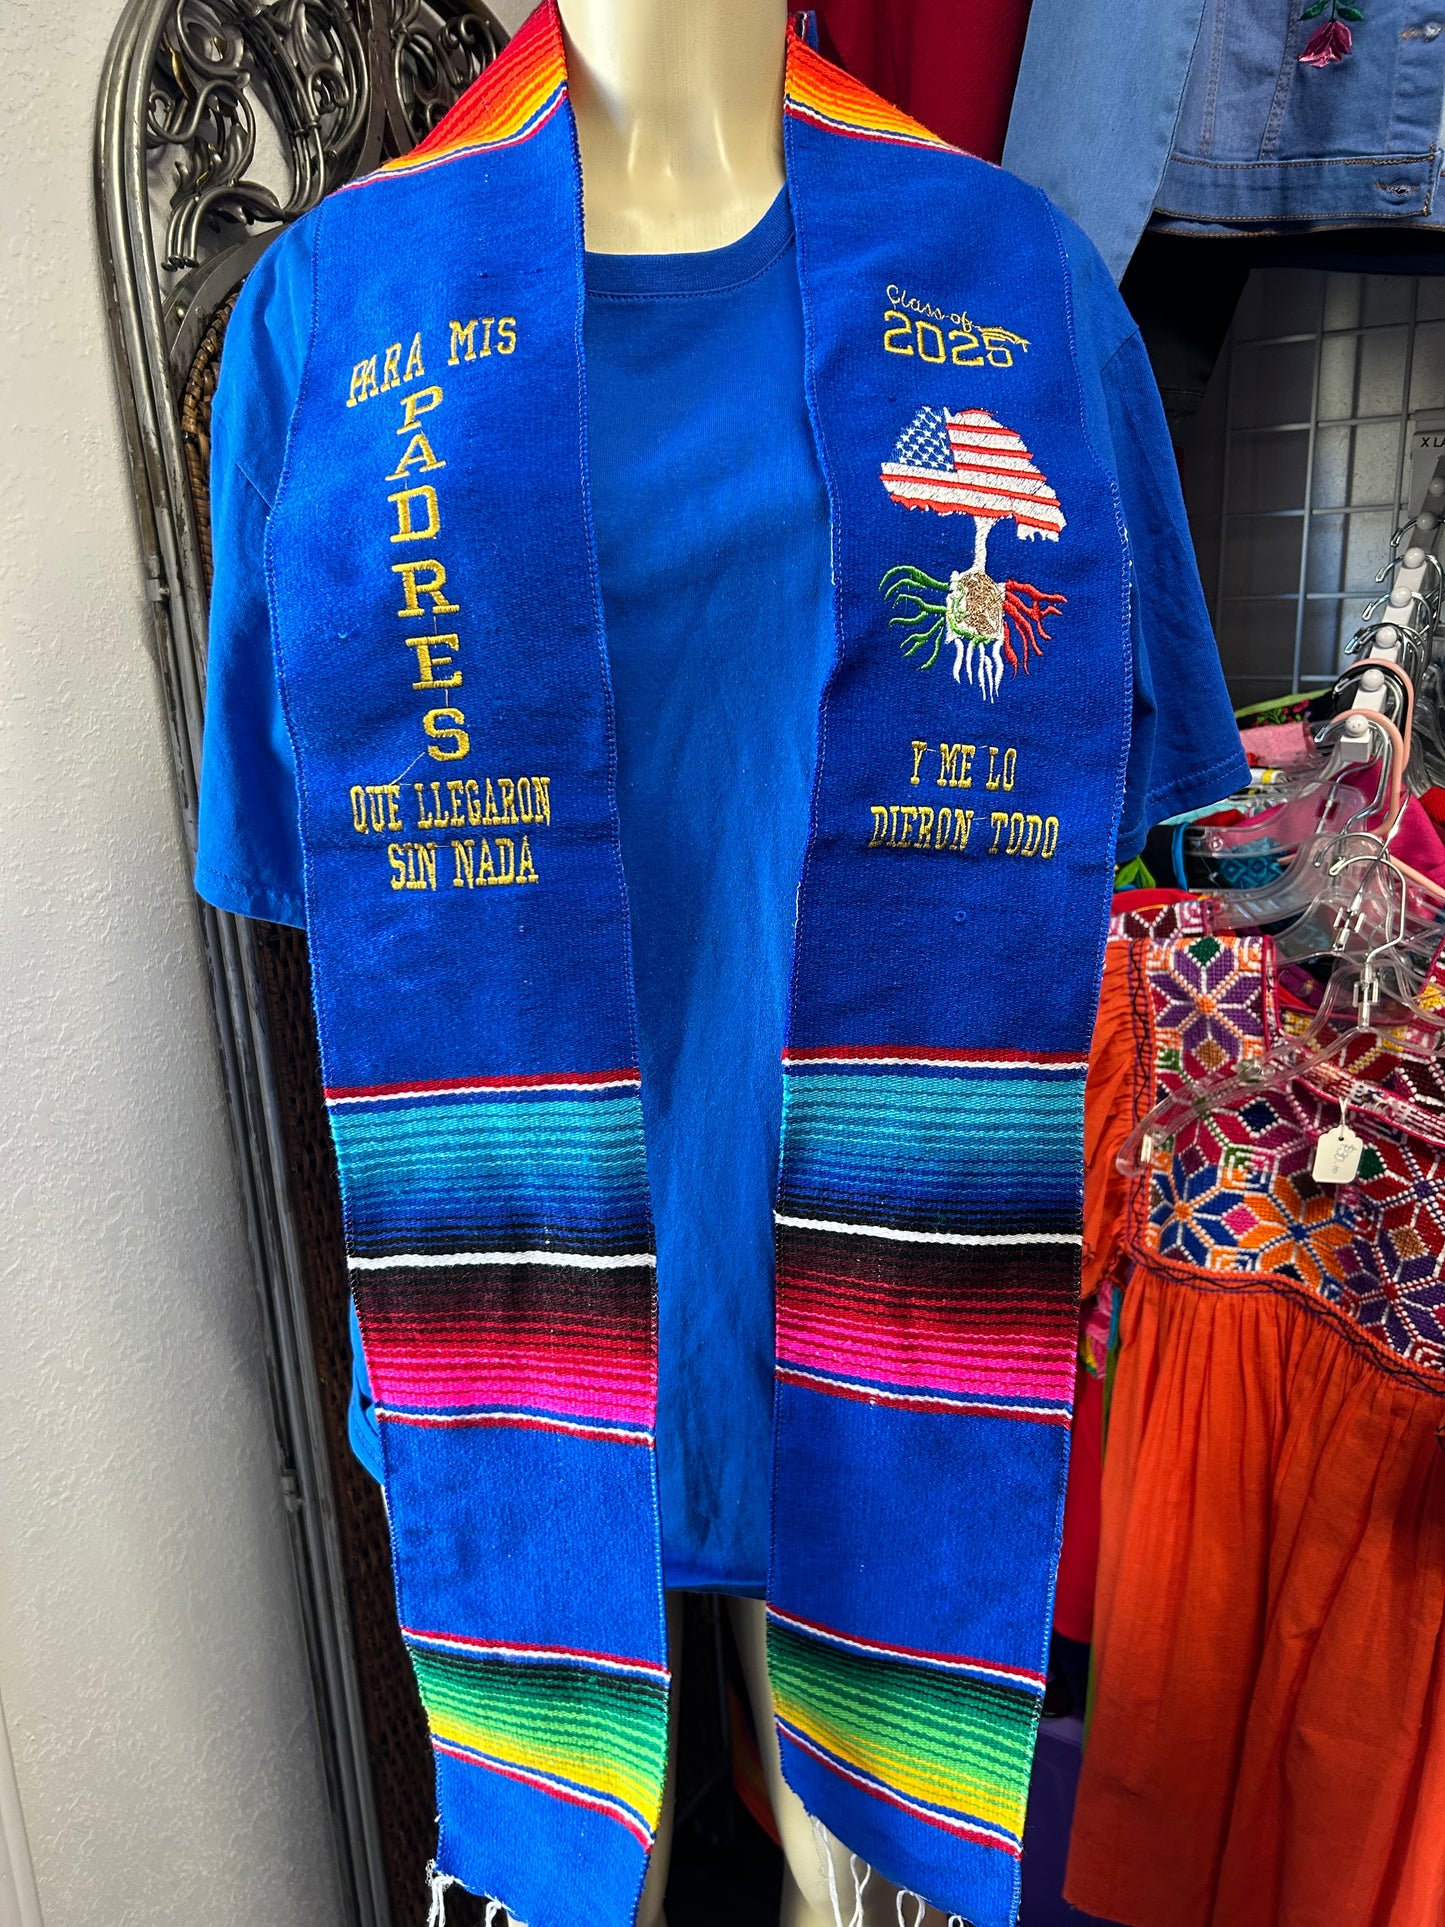 PARA MIS
PADRES
QUE LLEGARON
SIN NADA
Class of
2025
Y ME LO
DIERON TODO